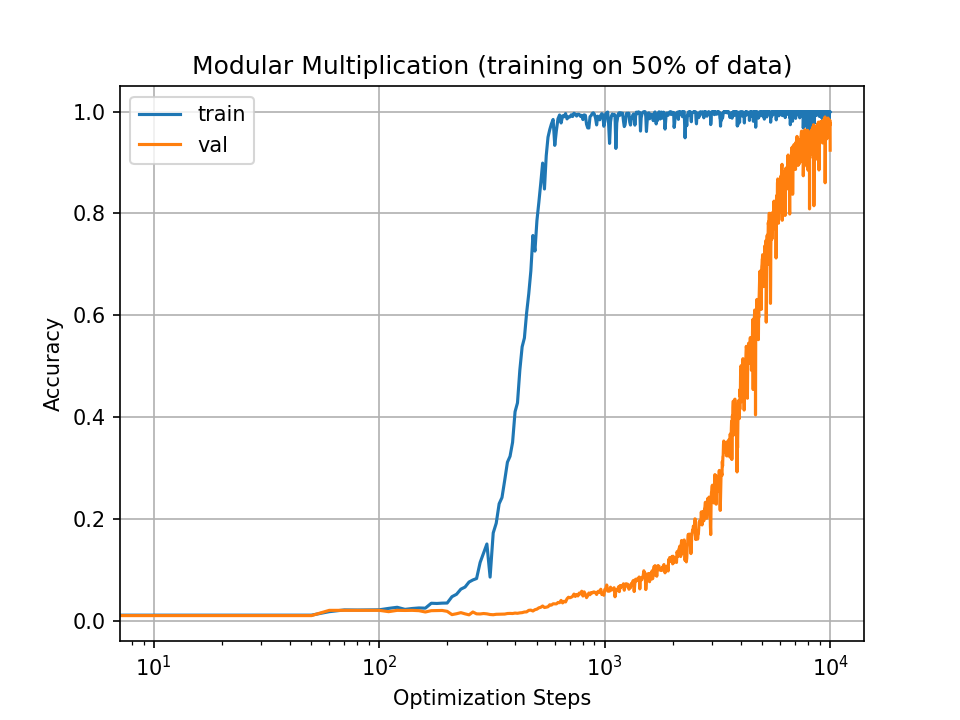 Modular Multiplication (training on 50% of data)
train
val
1.0
0.8
0.6
0.4
0.2
0.0
Accuracy
10¹
10²
10³
10⁴
Optimization Steps